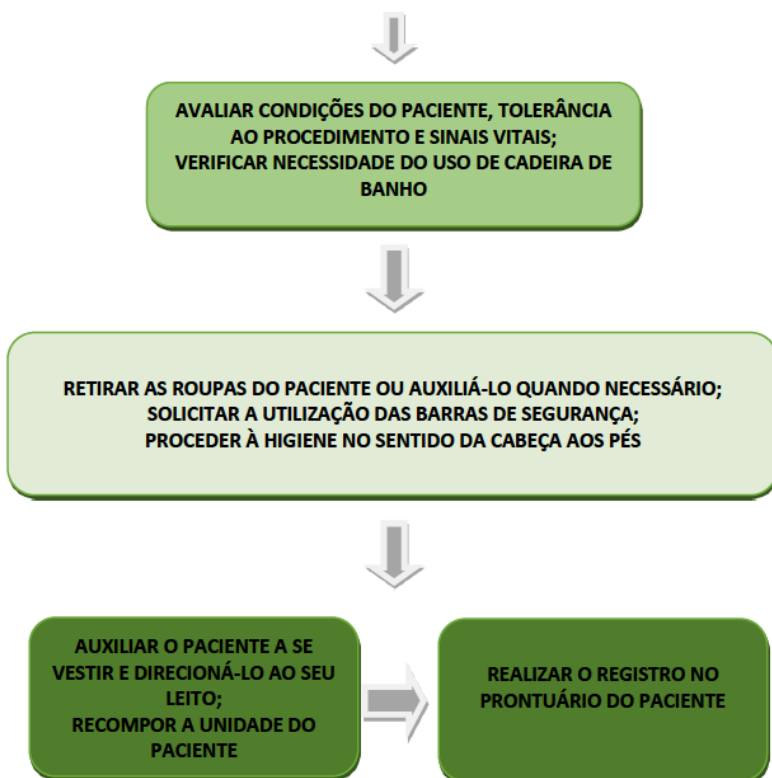 AVALIAR CONDIÇÕES DO PACIENTE, TOLERÂNCIA
AO PROCEDIMENTO E SINAIS VITAIS;
VERIFICAR NECESSIDADE DO USO DE CADEIRA DE
BANHO
RETIRAR AS ROUPAS DO PACIENTE OU AUXILIÁ-LO QUANDO NECESSÁRIO;
SOLICITAR A UTILIZAÇÃO DAS BARRAS DE SEGURANÇA;
PROCEDER À HIGIENE NO SENTIDO DA CABEÇA AOS PÉS
AUXILIAR O PACIENTE A SE
VESTIR E DIRECIONÁ-LO AO SEU
LEITO;
RECOMPOR A UNIDADE DO
PACIENTE
REALIZAR O REGISTRO NO
PRONTUÁRIO DO PACIENTE